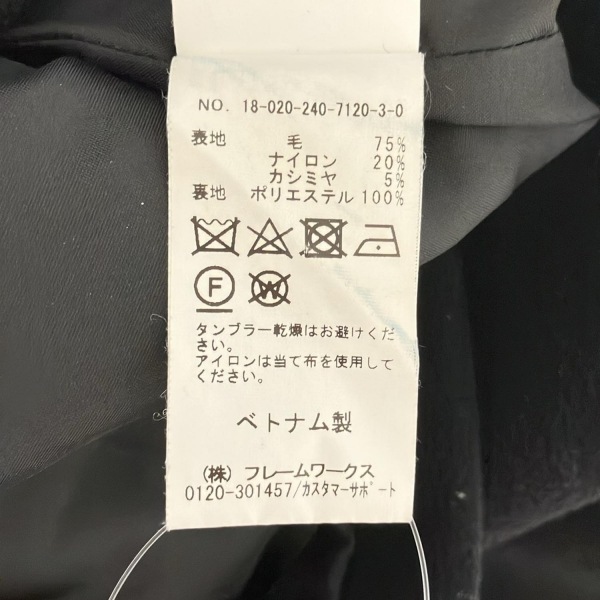 NO. 18-020-240-7120-3-0
表地 毛 75%
ナイロン 20%
カシミヤ 5%
裏地 ポリエステル 100%
F W
タンブラー乾燥はお避けくだ
さい。
アイロンは当て布を使用して
ください。
ベトナム製
(株) フレームワークス
0120-301457/カスタマーサポート